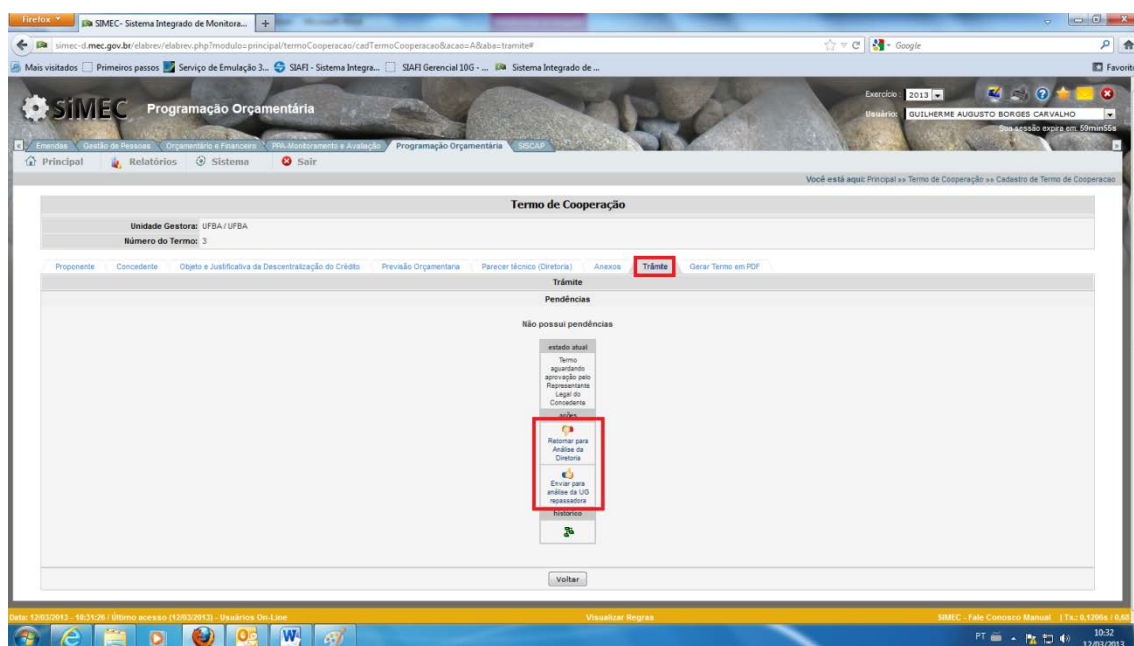 Firefox
SIMEC- Sistema Integrado de Monitora...
simec-d.mec.gov.br/elabrev/elabrev.php?modulo=principal/termoCooperacao/cadTermoCooperacao&acao=A&aba=tramite#
Google
Mais visitados Primeiros passos Serviço de Emulação 3... SIAFI - Sistema Integra... SIAFI Gerencial 10G - ... Sistema Integrado de ...
Favorit
SIMEC Programação Orçamentária
Exercício: 2013
Usuário: GUILHERME AUGUSTO BORGES CARVALHO
Sua sessão expira em: 59min55s
Emendas Gestão de Pessoas Orçamentário e Financeiro PPA-Monitoramento e Avaliação Programação Orçamentária SISCAP
Principal Relatórios Sistema Sair
Você está aqui: Principal »» Termo de Cooperação »» Cadastro de Termo de Cooperacao
Termo de Cooperação
Unidade Gestora: UFBA / UFBA
Número do Termo: 3
Proponente Concedente Objeto e Justificativa da Descentralização do Crédito Previsão Orçamentaria Parecer técnico (Diretoria) Anexos Trâmite Gerar Termo em PDF
Trâmite
Pendências
Não possui pendências
estado atual
Termo
aguardando
aprovação pelo
Representante
Legal do
Concedente
ações
Retornar para
Análise da
Diretoria
Enviar para
análise da UG
repassadora
histórico
Voltar
Data: 12/03/2013 - 10:31:26 / Último acesso (12/03/2013) - Usuários On-Line
Visualizar Regras
SIMEC - Fale Conosco Manual | Tx.: 0,1206s / 0,68
PT
10:32
12/03/2013